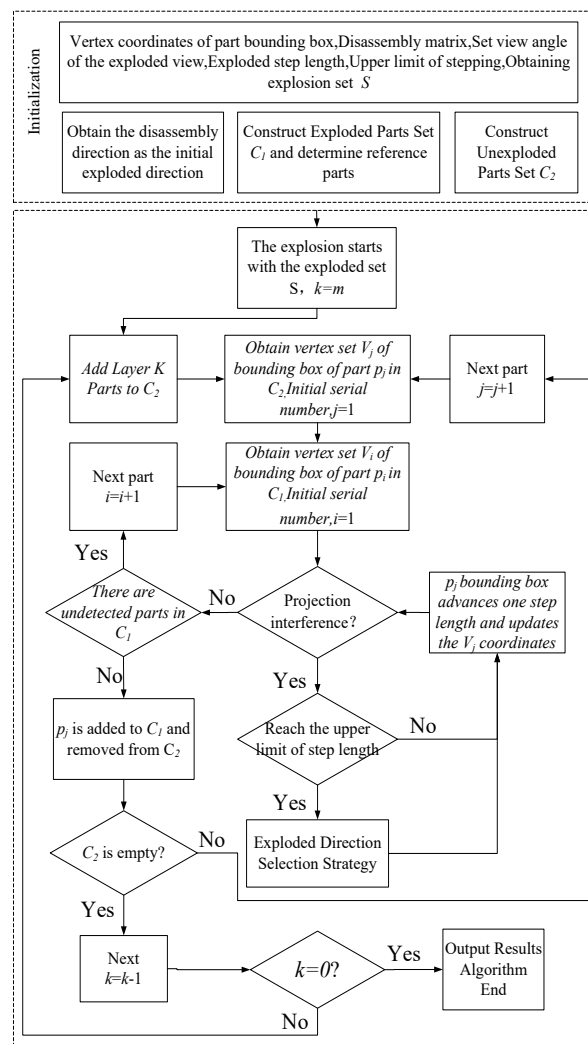 Initialization
Vertex coordinates of part bounding box,Disassembly matrix,Set view angle
of the exploded view,Exploded step length,Upper limit of stepping,Obtaining
explosion set S
Obtain the disassembly
direction as the initial
exploded direction
Construct Exploded Parts Set
C1 and determine reference
parts
Construct
Unexploded
Parts Set C2
The explosion starts
with the exploded set
S，k=m
Add Layer K
Parts to C2
Obtain vertex set Vj of
bounding box of part pj in
C2,Initial serial
number,j=1
Next part
j=j+1
Next part
i=i+1
Obtain vertex set Vi of
bounding box of part pi in
C1,Initial serial
number,i=1
Yes
There are
undetected parts in
C1
No
Projection
interference？
pj bounding box
advances one step
length and updates
the Vj coordinates
No
Yes
pj is added to C1 and
removed from C2
Reach the upper
limit of step length
No
Yes
C2 is empty?
No
Exploded Direction
Selection Strategy
Yes
Next
k=k-1
k=0?
Yes
Output Results
Algorithm
End
No